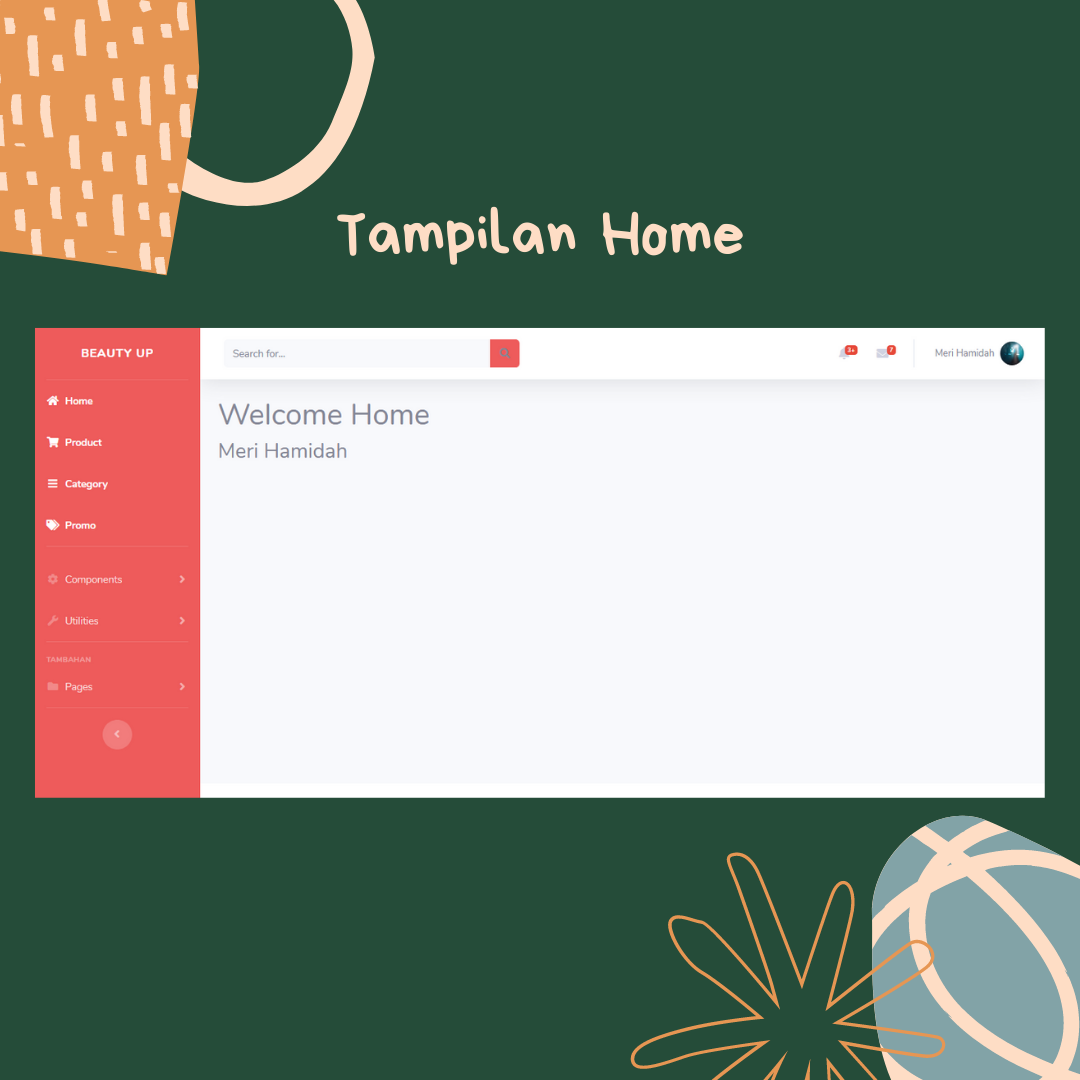 Tampilan Home
BEAUTY UP
Search for...
3+
7
Meri Hamidah
Home
Product
Category
Promo
Components
Utilities
TAMBAHAN
Pages
Welcome Home
Meri Hamidah